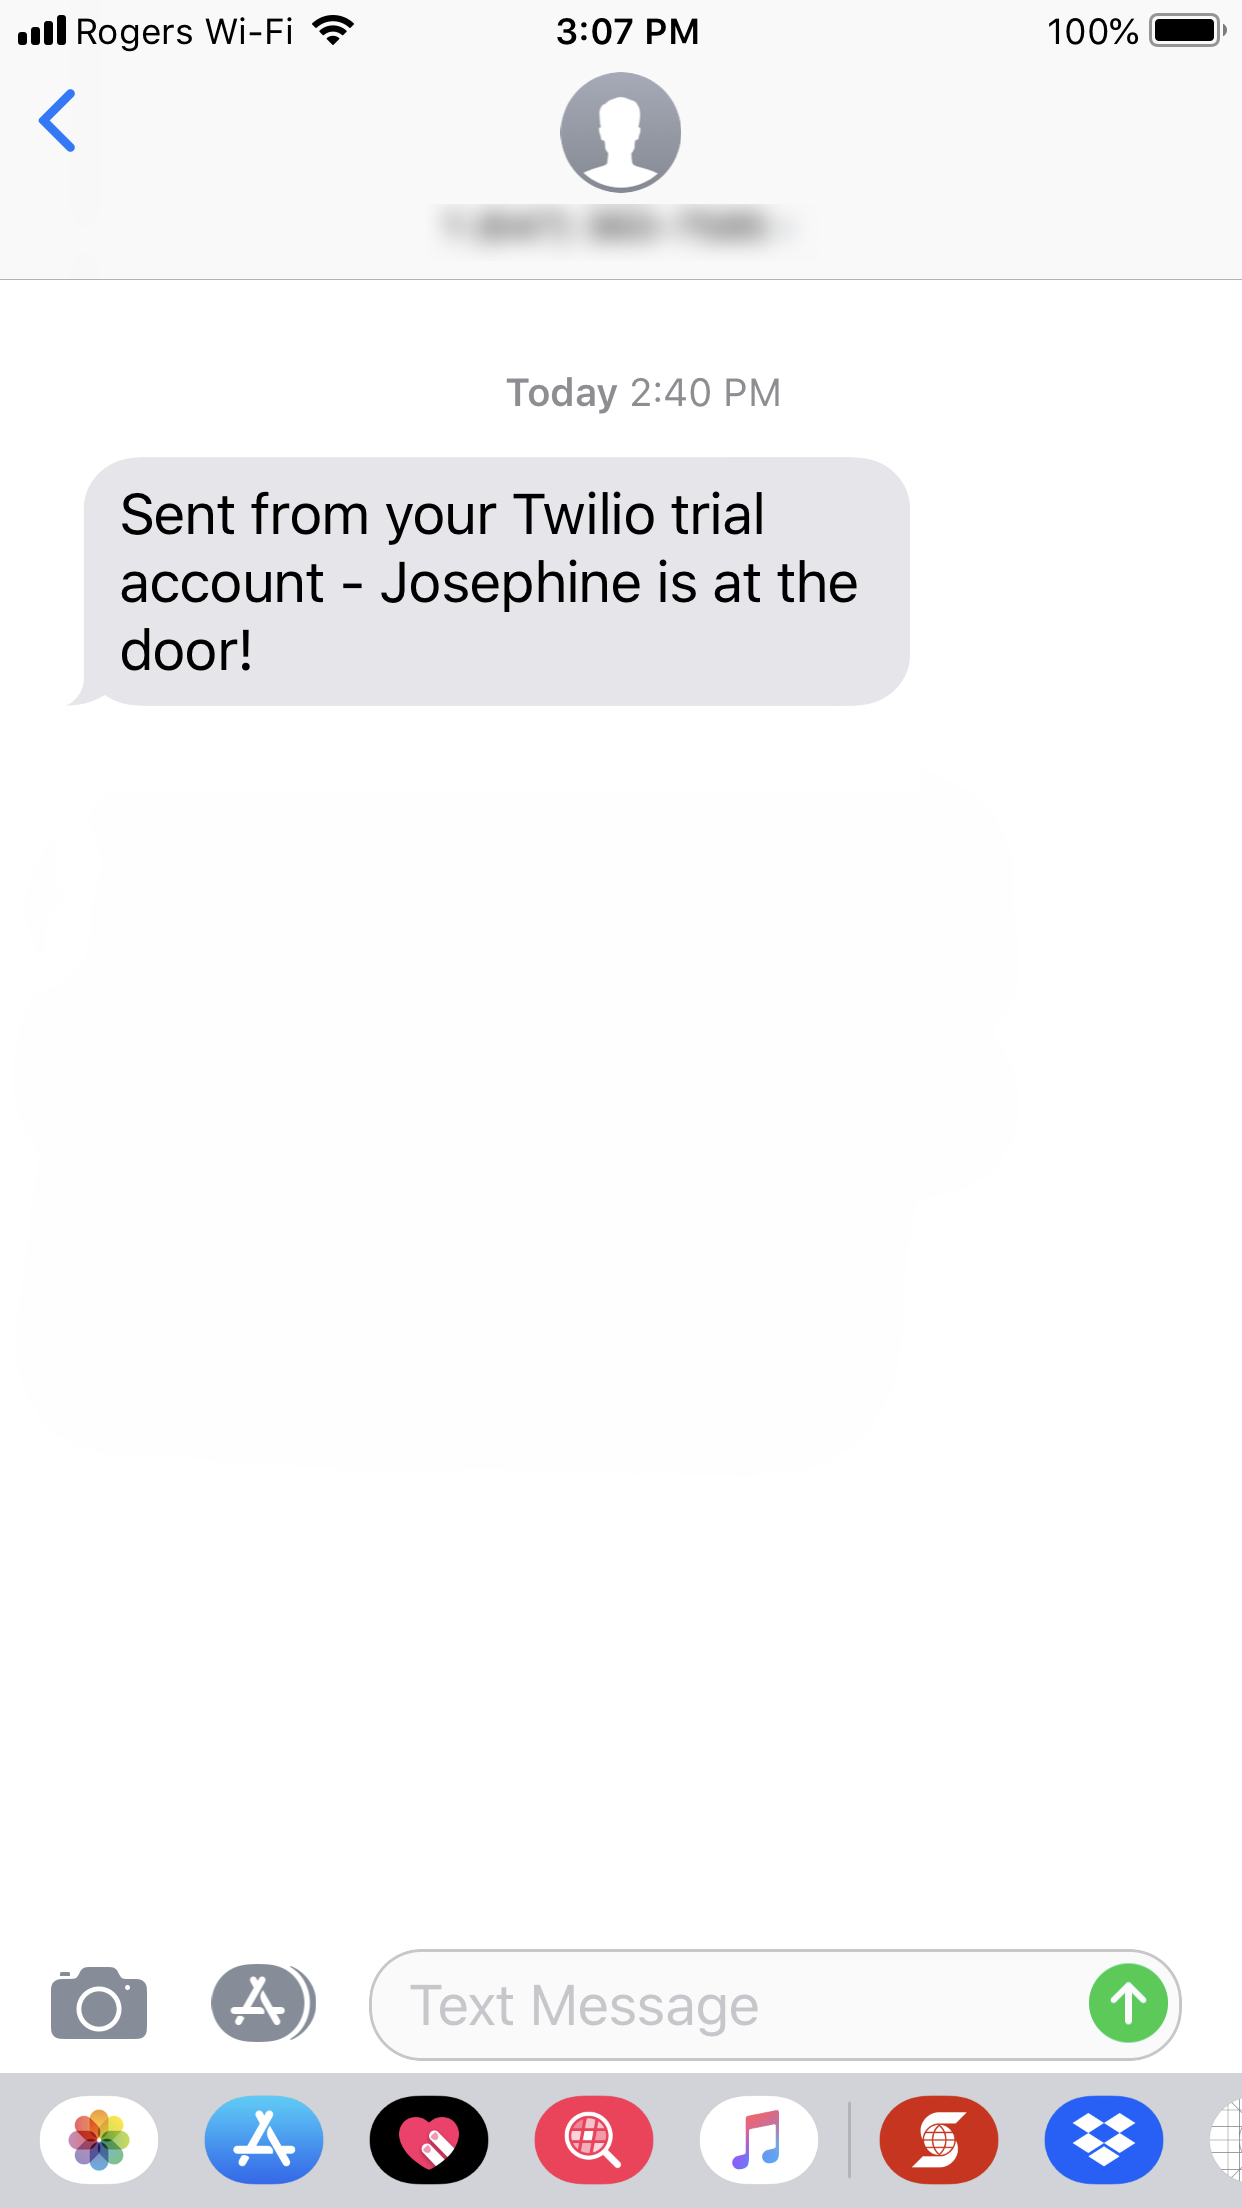 Rogers Wi-Fi 3:07 PM 100%
Today 2:40 PM
Sent from your Twilio trial
account - Josephine is at the
door!
Text Message